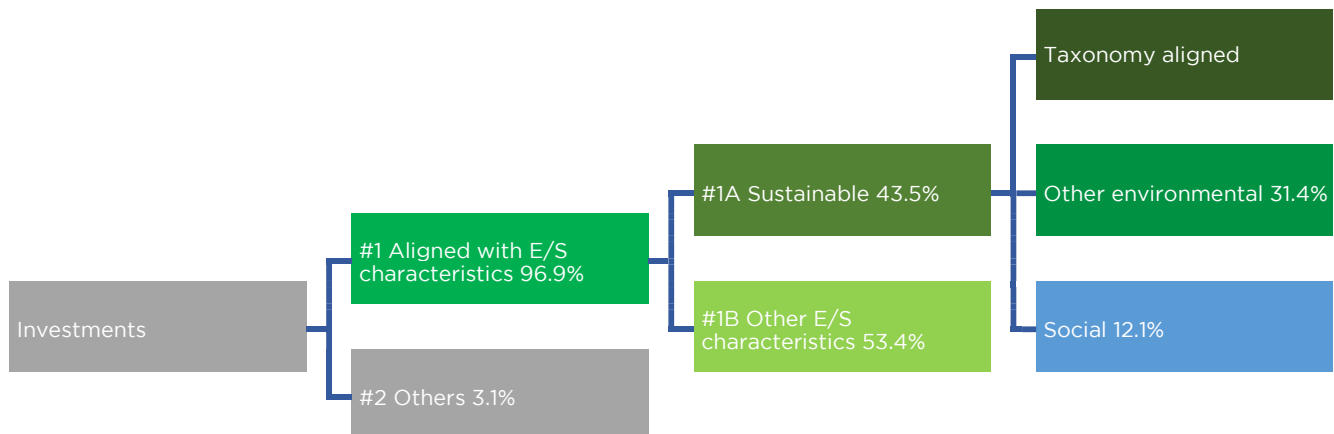 Investments
#1 Aligned with E/S
characteristics 96.9%
#2 Others 3.1%
#1A Sustainable 43.5%
#1B Other E/S
characteristics 53.4%
Taxonomy aligned
Other environmental 31.4%
Social 12.1%